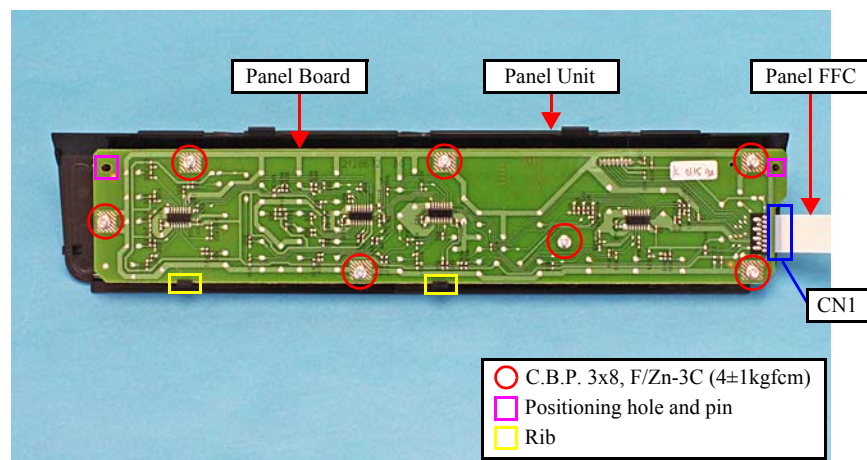 Panel Board
Panel Unit
Panel FFC
CN1
C.B.P. 3x8, F/Zn-3C (4±1kgfcm)
Positioning hole and pin
Rib